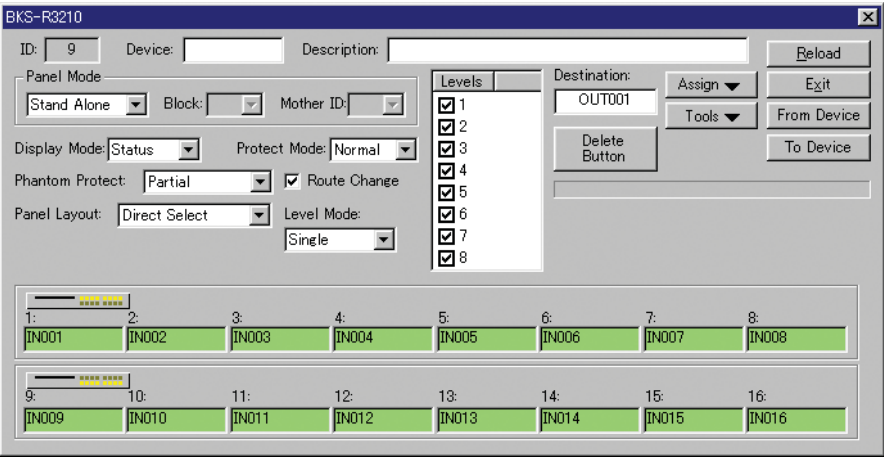 BKS-R3210
ID: 9 Device: Description: Reload
Panel Mode
Stand Alone Block: Mother ID:
Levels
1
2
3
4
5
6
7
8
Destination:
OUT001
Assign
Exit
Tools
From Device
Delete
Button
To Device
Display Mode: Status Protect Mode: Normal
Phantom Protect: Partial Route Change
Panel Layout: Direct Select Level Mode:
Single
1: 2: 3: 4: 5: 6: 7: 8:
IN001 IN002 IN003 IN004 IN005 IN006 IN007 IN008
9: 10: 11: 12: 13: 14: 15: 16:
IN009 IN010 IN011 IN012 IN013 IN014 IN015 IN016